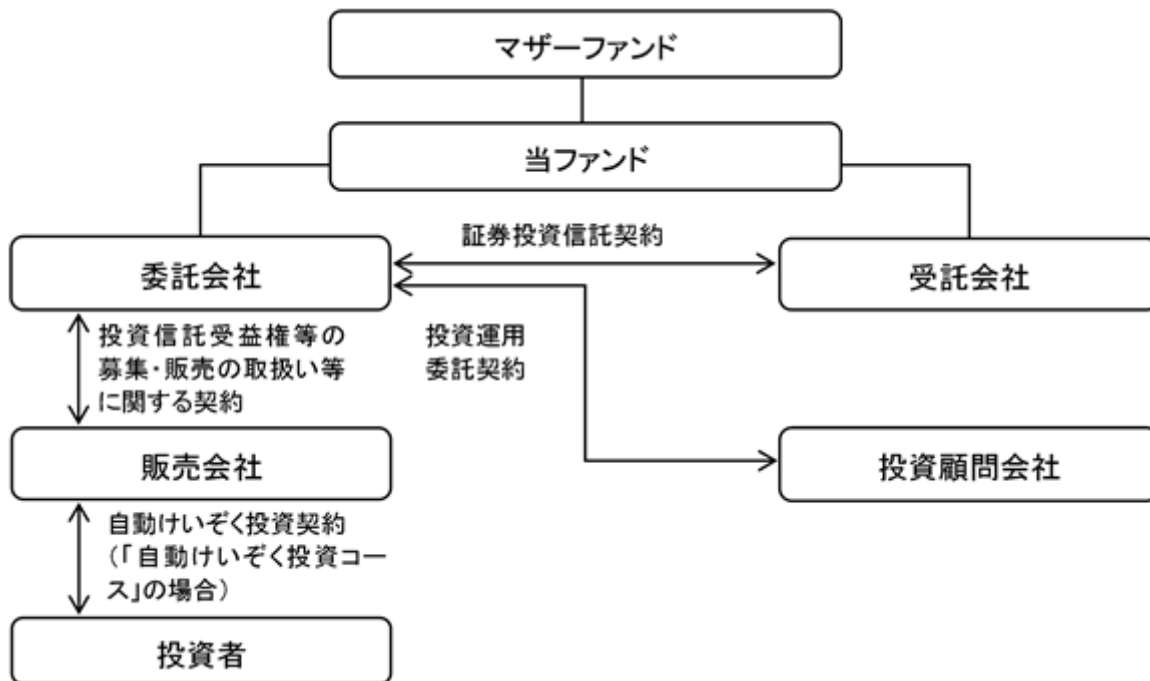 マザーファンド
当ファンド
証券投資信託契約
委託会社
受託会社
投資信託受益権等の
募集・販売の取扱い等
に関する契約
投資運用
委託契約
販売会社
投資顧問会社
自動けいぞく投資契約
(「自動けいぞく投資コー
ス」の場合)
投資者